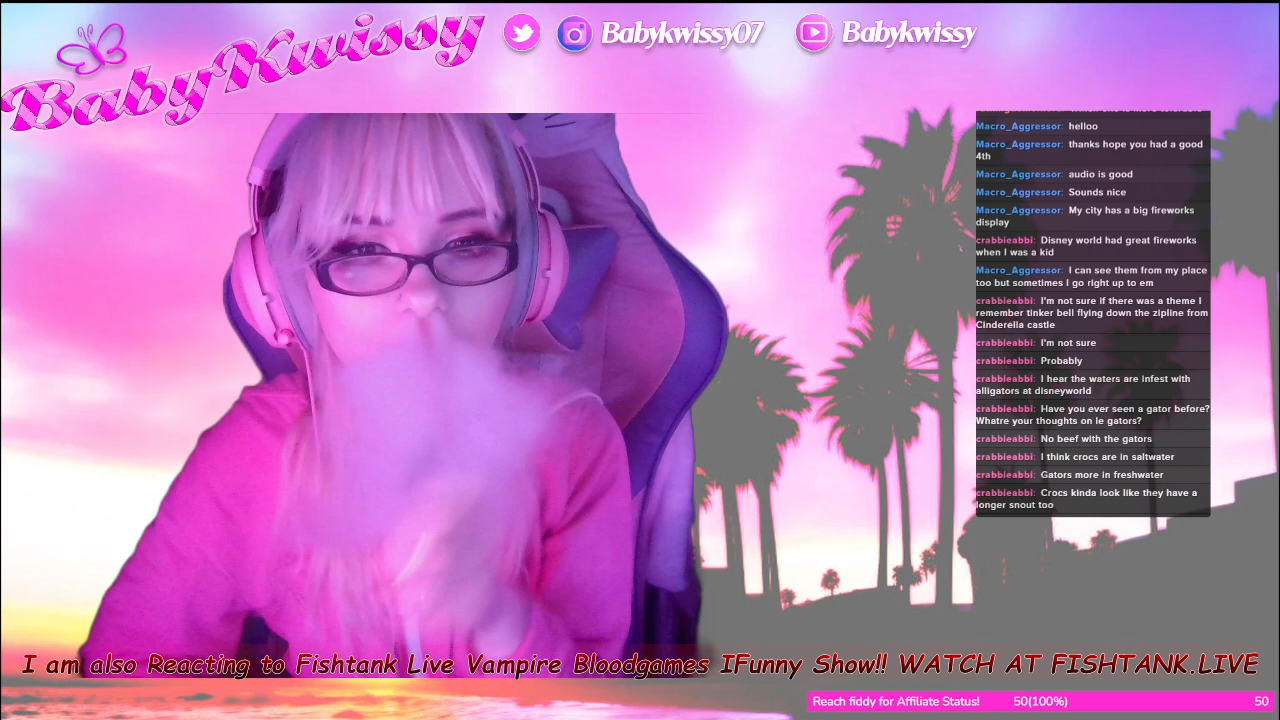 BabyKwissy
Babykwissy07
Babykwissy
Macro_Aggressor: helloo
Macro_Aggressor: thanks hope you had a good
4th
Macro_Aggressor: audio is good
Macro_Aggressor: Sounds nice
Macro_Aggressor: My city has a big fireworks
display
crabbieabbi: Disney world had great fireworks
when I was a kid
Macro_Aggressor: I can see them from my place
too but sometimes I go right up to em
crabbieabbi: I'm not sure if there was a theme I
remember tinker bell flying down the zipline from
Cinderella castle
crabbieabbi: I'm not sure
crabbieabbi: Probably
crabbieabbi: I hear the waters are infest with
alligators at disneyworld
crabbieabbi: Have you ever seen a gator before?
Whatre your thoughts on le gators?
crabbieabbi: No beef with the gators
crabbieabbi: I think crocs are in saltwater
crabbieabbi: Gators more in freshwater
crabbieabbi: Crocs kinda look like they have a
longer snout too
I am also Reacting to Fishtank Live Vampire Bloodgames IFunny Show!! WATCH AT FISHTANK.LIVE
Reach fiddy for Affiliate Status! 50(100%) 50